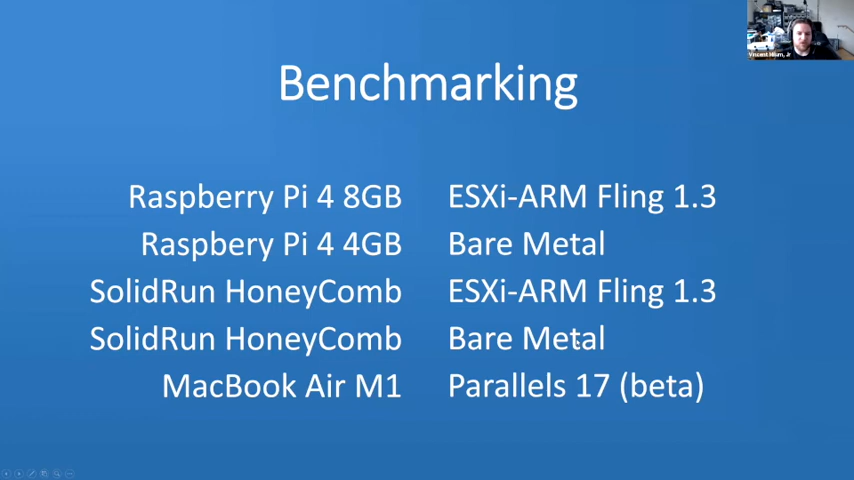 Benchmarking
Raspberry Pi 4 8GB ESXi-ARM Fling 1.3
Raspbery Pi 4 4GB Bare Metal
SolidRun HoneyComb ESXi-ARM Fling 1.3
SolidRun HoneyComb Bare Metal
MacBook Air M1 Parallels 17 (beta)